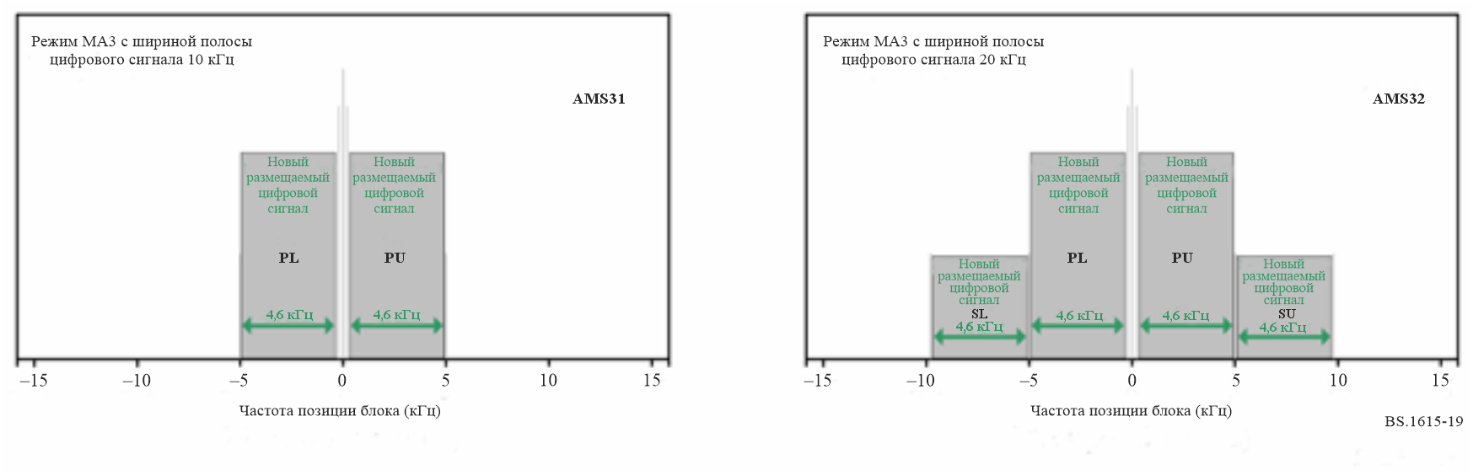 Режим МА3 с шириной полосы
цифрового сигнала 10 кГц
AMS31
Новый
размещаемый
цифровой
сигнал
PL
4,6 кГц
Новый
размещаемый
цифровой
сигнал
PU
4,6 кГц
–15
–10
–5
0
5
10
15
Частота позиции блока (кГц)
Режим МА3 с шириной полосы
цифрового сигнала 20 кГц
AMS32
Новый
размещаемый
цифровой
сигнал
SL
4,6 кГц
Новый
размещаемый
цифровой
сигнал
PL
4,6 кГц
Новый
размещаемый
цифровой
сигнал
PU
4,6 кГц
Новый
размещаемый
цифровой
сигнал
SU
4,6 кГц
–15
–10
–5
0
5
10
15
Частота позиции блока (кГц)
BS.1615-19